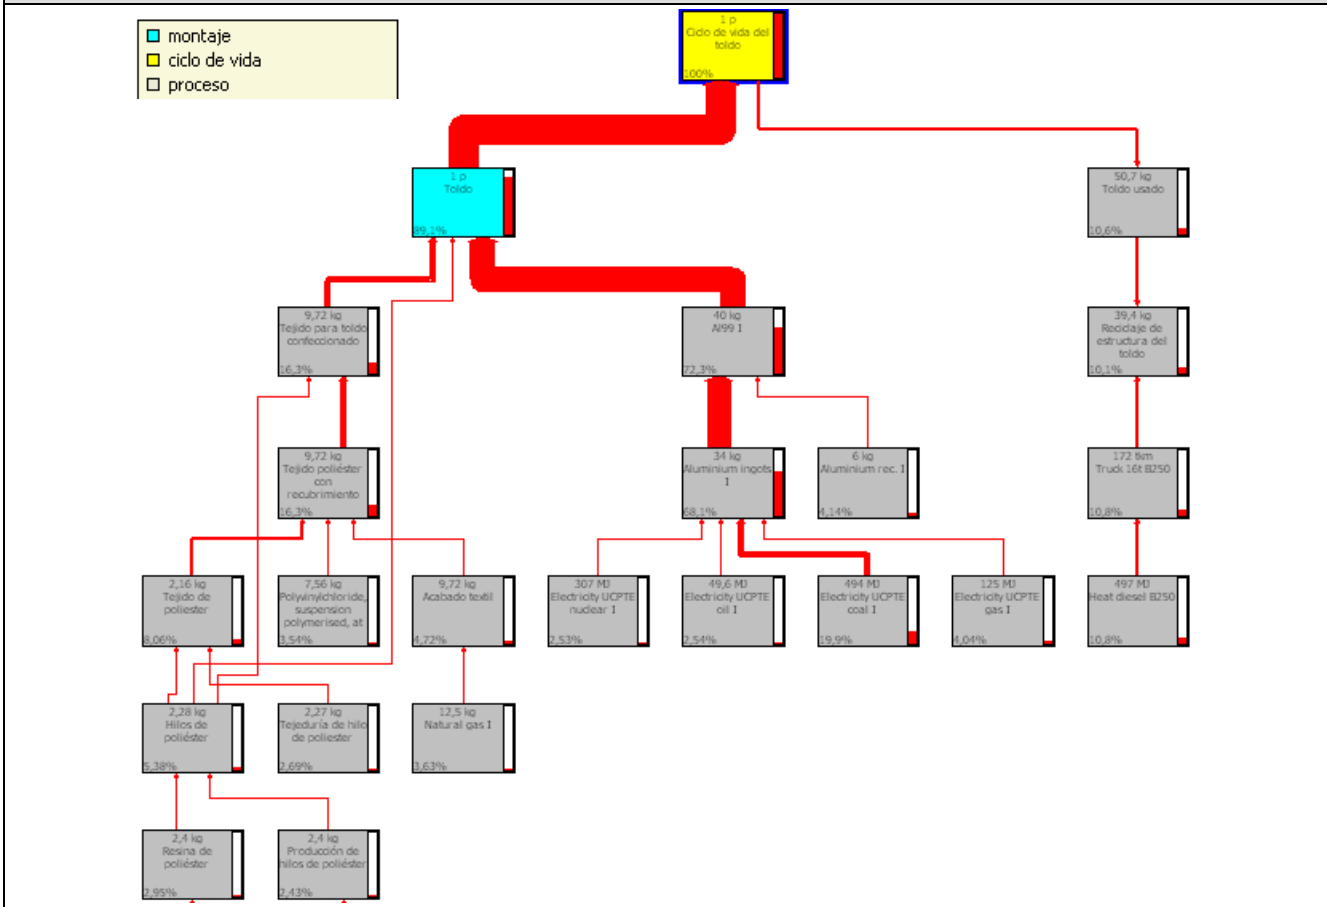 montaje
ciclo de vida
proceso
1 p
Ciclo de vida del
toldo
100%
1 p
Toldo
89,1%
50,7 kg
Toldo usado
10,6%
9,72 kg
Tejido para toldo
confeccionado
16,3%
40 kg
Al99 I
72,3%
39,4 kg
Reciclaje de
estructura del
toldo
10,1%
9,72 kg
Tejido poliéster
con
recubrimiento
16,3%
34 kg
Aluminium ingots
I
68,1%
6 kg
Aluminium rec. I
4,14%
172 tkm
Truck 16t B250
10,8%
2,16 kg
Tejido de
poliester
8,06%
7,56 kg
Polyvinylchloride,
suspension
polymerised, at
3,54%
9,72 kg
Acabado textil
4,72%
307 MJ
Electricity UCPTE
nuclear I
2,53%
49,6 MJ
Electricity UCPTE
oil I
2,54%
494 MJ
Electricity UCPTE
coal I
19,9%
125 MJ
Electricity UCPTE
gas I
4,04%
497 MJ
Heat diesel B250
10,8%
2,28 kg
Hilos de
poliéster
5,38%
2,27 kg
Tejeduría de hilo
de poliester
2,69%
12,5 kg
Natural gas I
3,63%
2,4 kg
Resina de
poliéster
2,95%
2,4 kg
Producción de
hilos de poliéster
2,43%